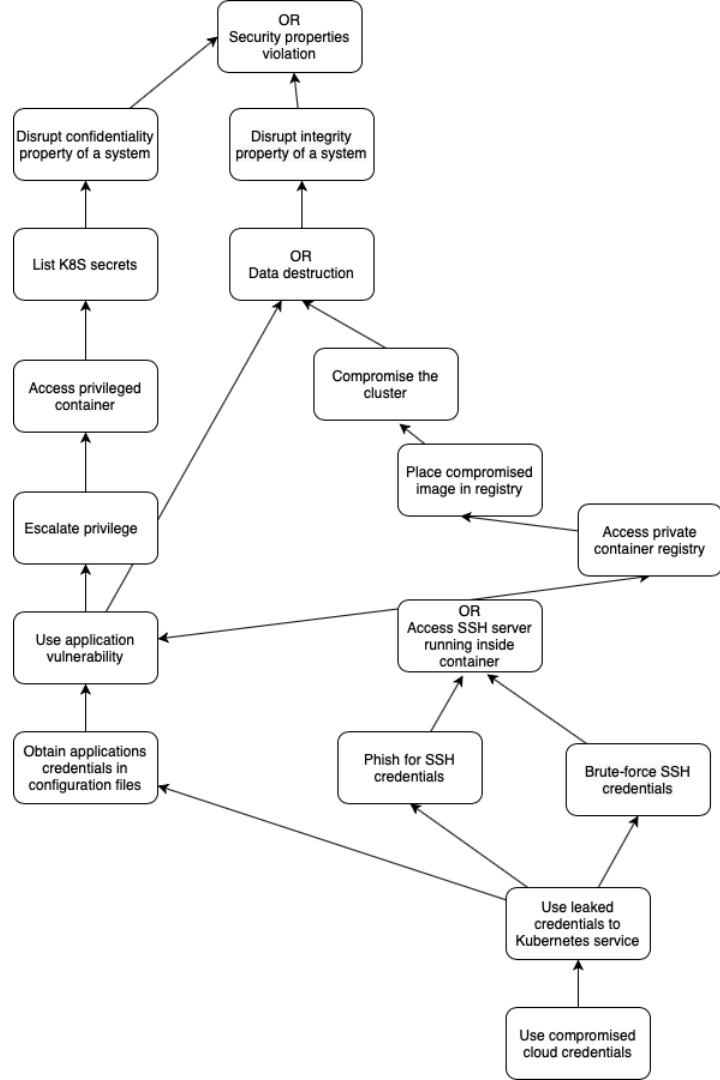 OR
Security properties
violation
Disrupt confidentiality
property of a system
Disrupt integrity
property of a system
List K8S secrets
OR
Data destruction
Access privileged
container
Compromise the
cluster
Place compromised
image in registry
Escalate privilege
Access private
container registry
Use application
vulnerability
OR
Access SSH server
running inside
container
Obtain applications
credentials in
configuration files
Phish for SSH
credentials
Brute-force SSH
credentials
Use leaked
credentials to
Kubernetes service
Use compromised
cloud credentials